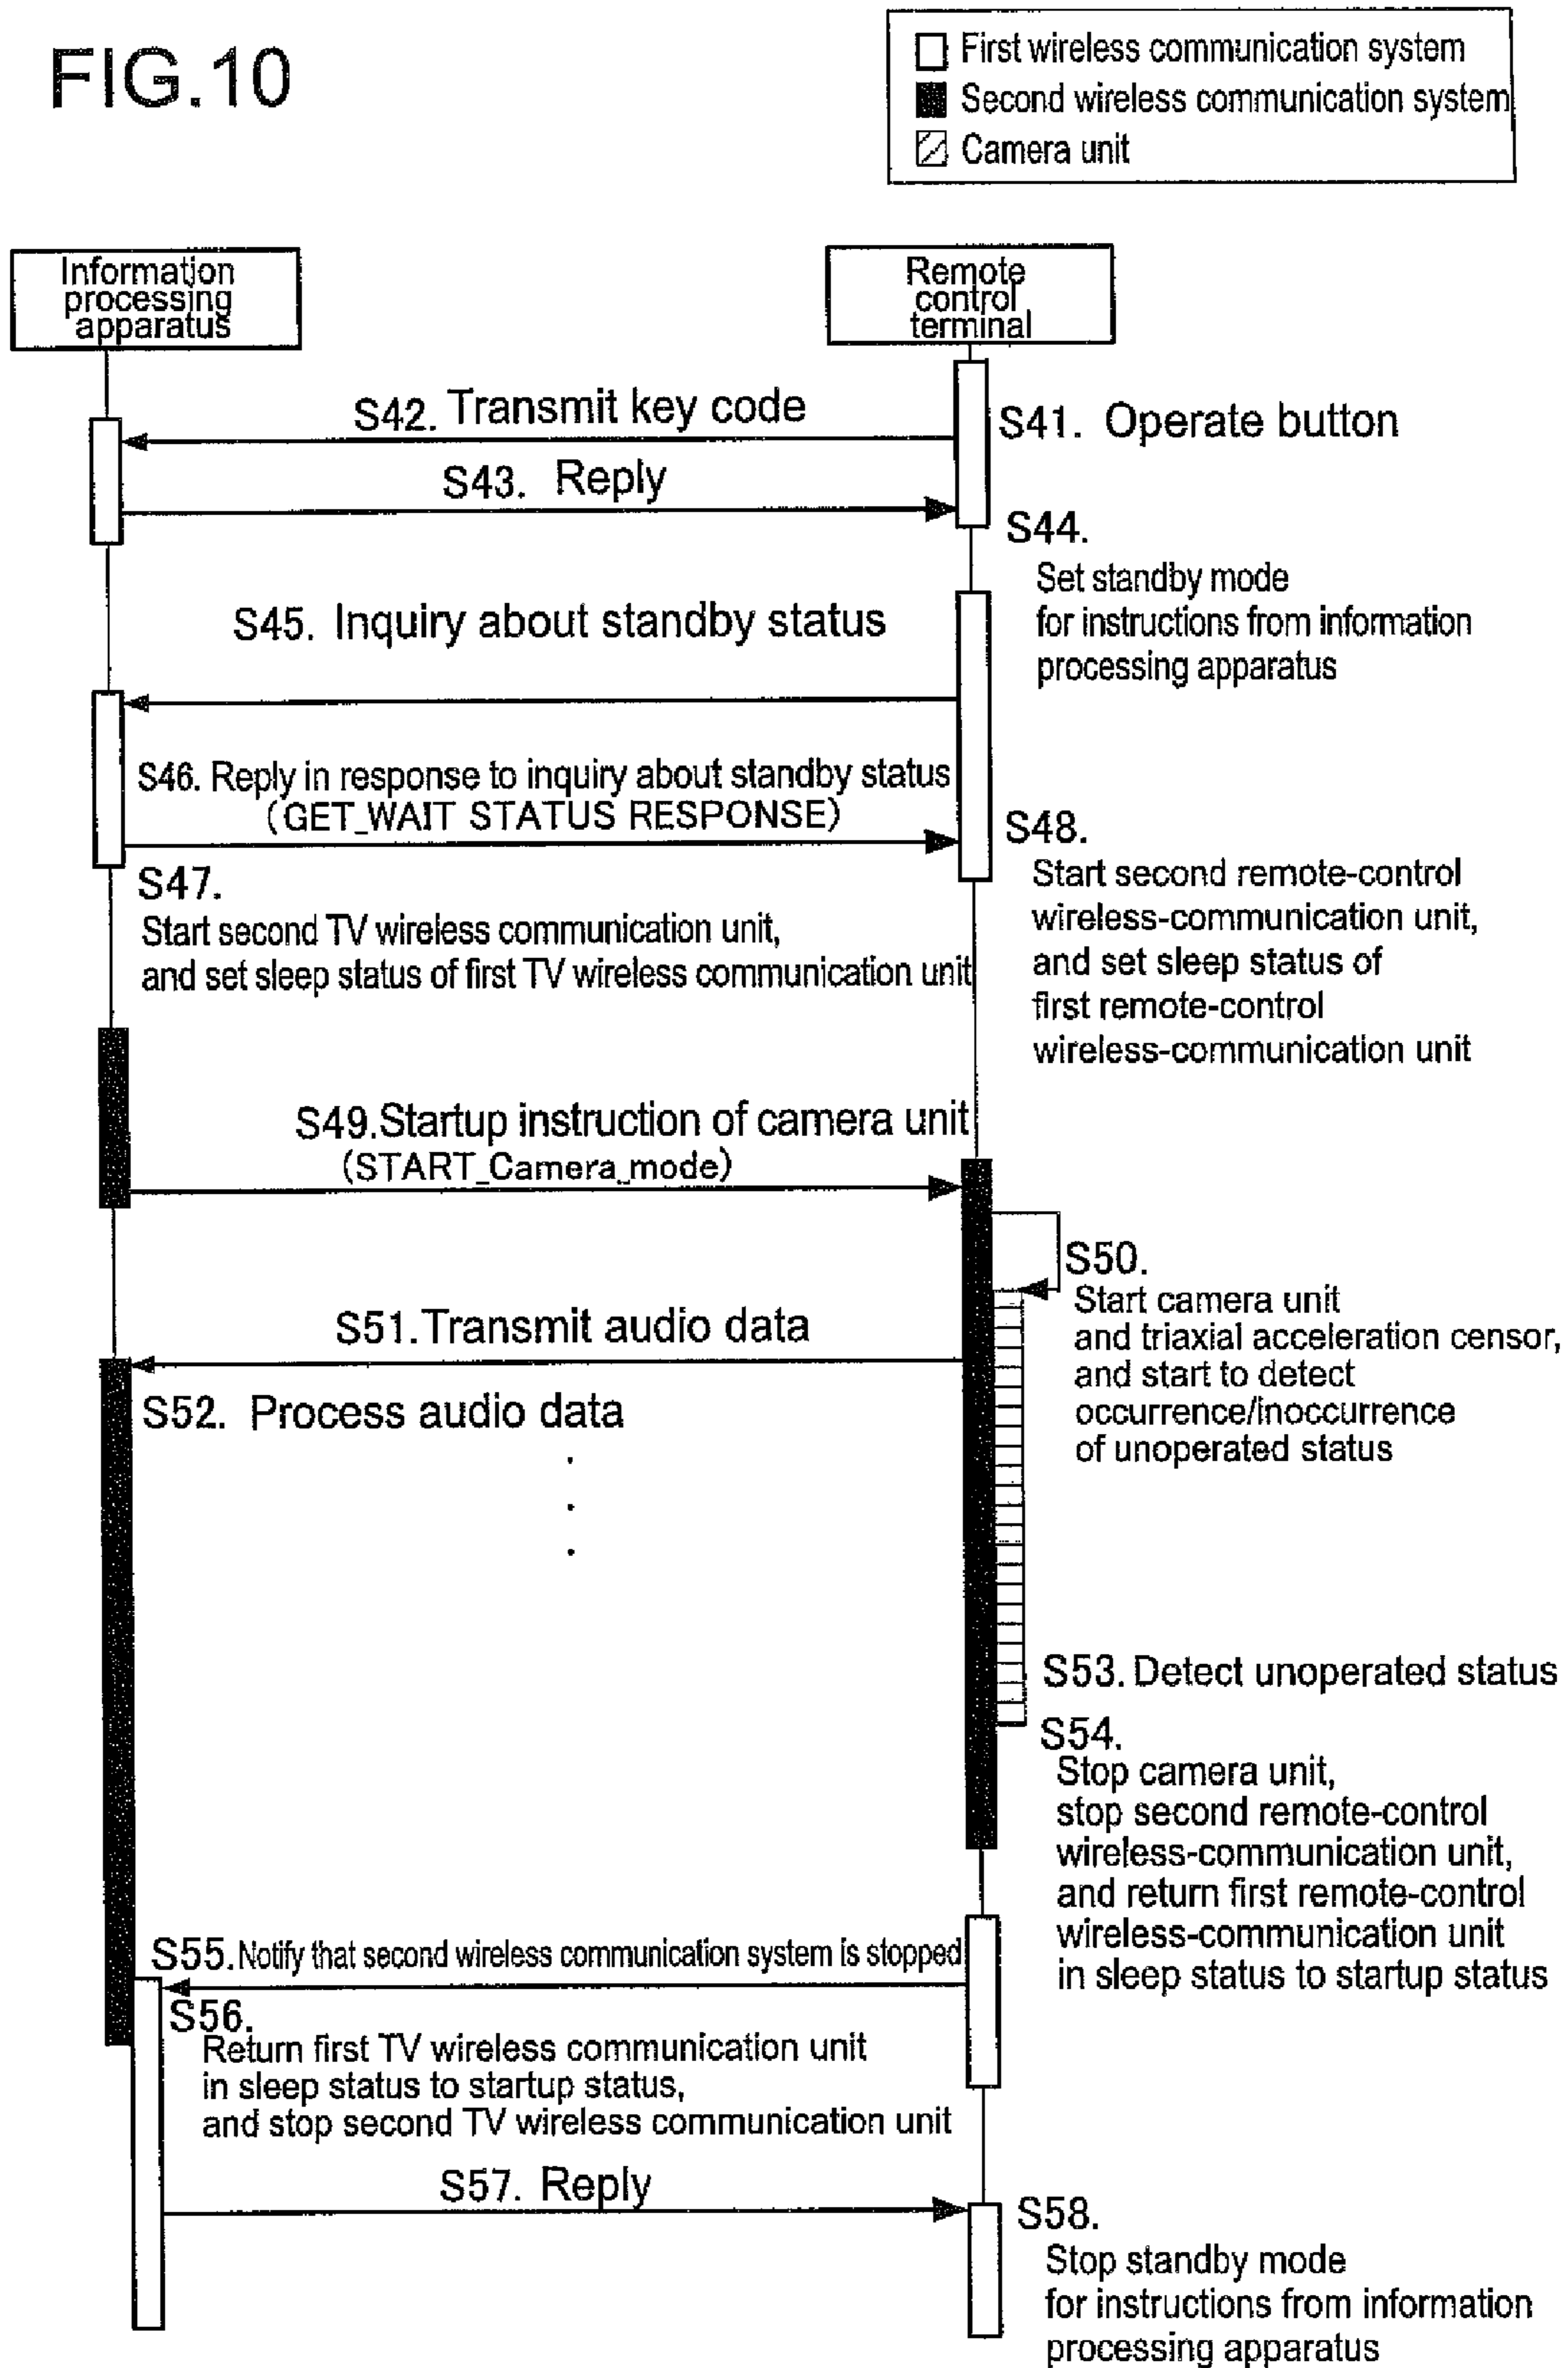 FIG.10
First wireless communication system
Second wireless communication system
Camera unit
Information
processing
apparatus
Remote
control
terminal
S42. Transmit key code
S41. Operate button
S43. Reply
S44.
Set standby mode
for instructions from information
processing apparatus
S45. Inquiry about standby status
S46. Reply in response to inquiry about standby status
(GET_WAIT STATUS RESPONSE)
S47.
Start second TV wireless communication unit,
and set sleep status of first TV wireless communication unit
S48.
Start second remote-control
wireless-communication unit,
and set sleep status of
first remote-control
wireless-communication unit
S49.Startup instruction of camera unit
(START_Camera_mode)
S50.
Start camera unit
and triaxial acceleration censor,
and start to detect
occurrence/inoccurrence
of unoperated status
S51.Transmit audio data
S52. Process audio data
S53. Detect unoperated status
S54.
Stop camera unit,
stop second remote-control
wireless-communication unit,
and return first remote-control
wireless-communication unit
in sleep status to startup status
S55.Notify that second wireless communication system is stopped
S56.
Return first TV wireless communication unit
in sleep status to startup status,
and stop second TV wireless communication unit
S57. Reply
S58.
Stop standby mode
for instructions from information
processing apparatus